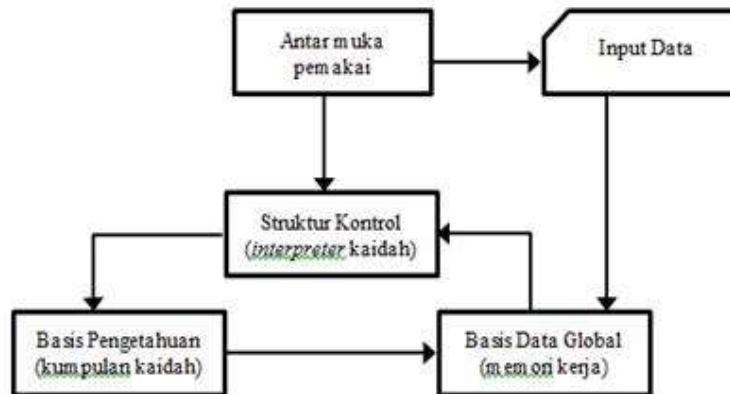 Antar muka
pemakai
Input Data
Struktur Kontrol
(interpreter kaidah)
Basis Pengetahuan
(kumpulan kaidah)
Basis Data Global
(memori kerja)